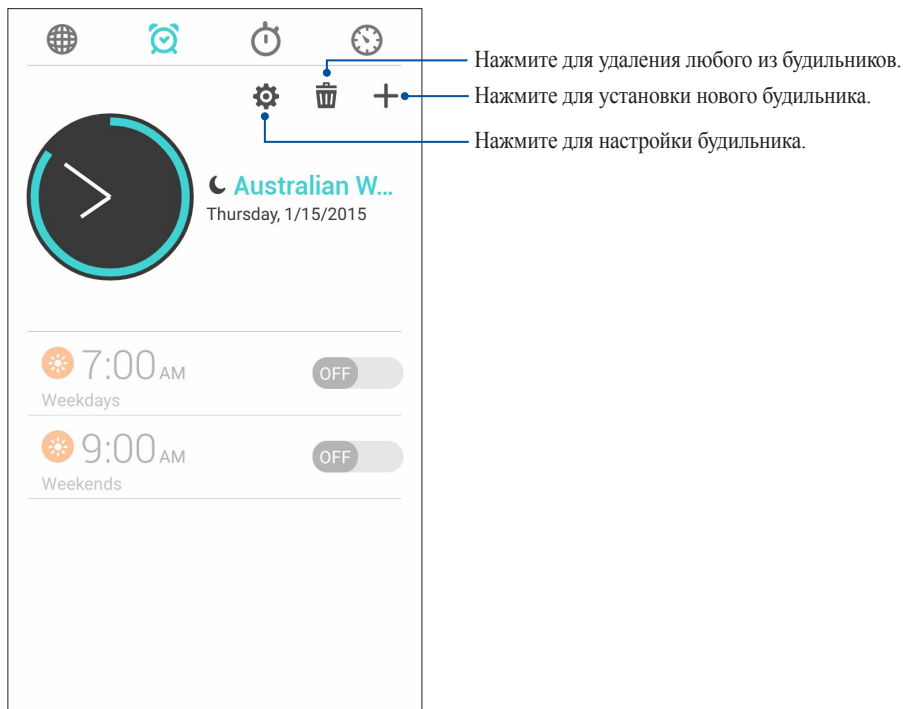 Нажмите для удаления любого из будильников.
Нажмите для установки нового будильника.
Нажмите для настройки будильника.
Australian W...
Thursday, 1/15/2015
7:00 AM
OFF
Weekdays
9:00 AM
OFF
Weekends